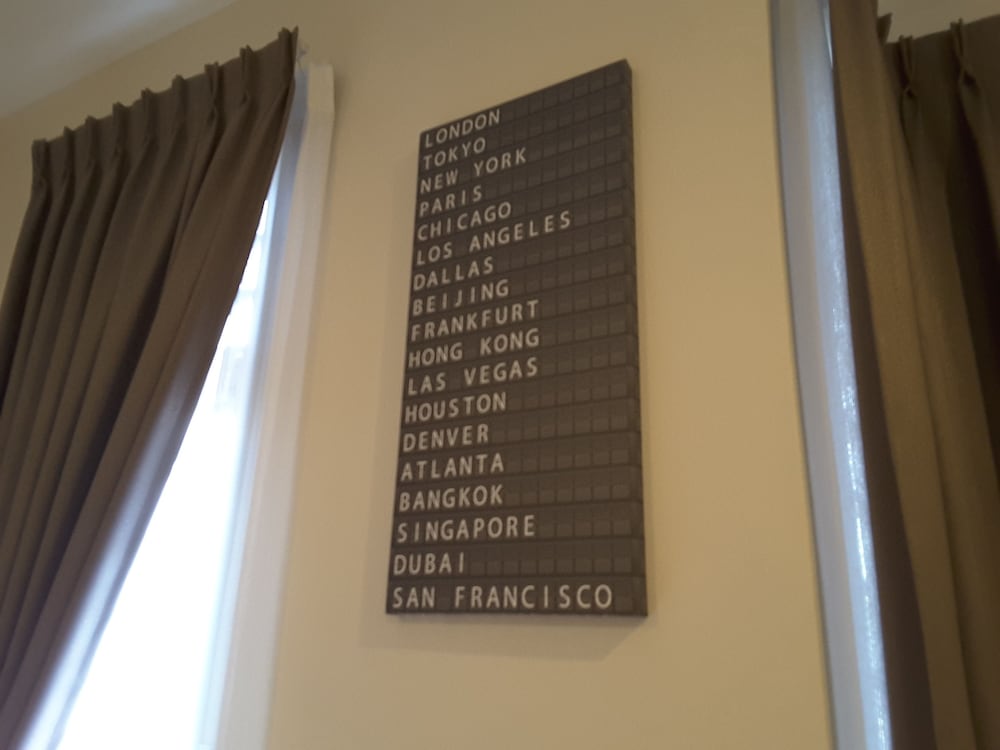 LONDON
TOKYO
NEW YORK
PARIS
CHICAGO
LOS ANGELES
DALLAS
BEIJING
FRANKFURT
HONG KONG
LAS VEGAS
HOUSTON
DENVER
ATLANTA
BANGKOK
SINGAPORE
DUBAI
SAN FRANCISCO